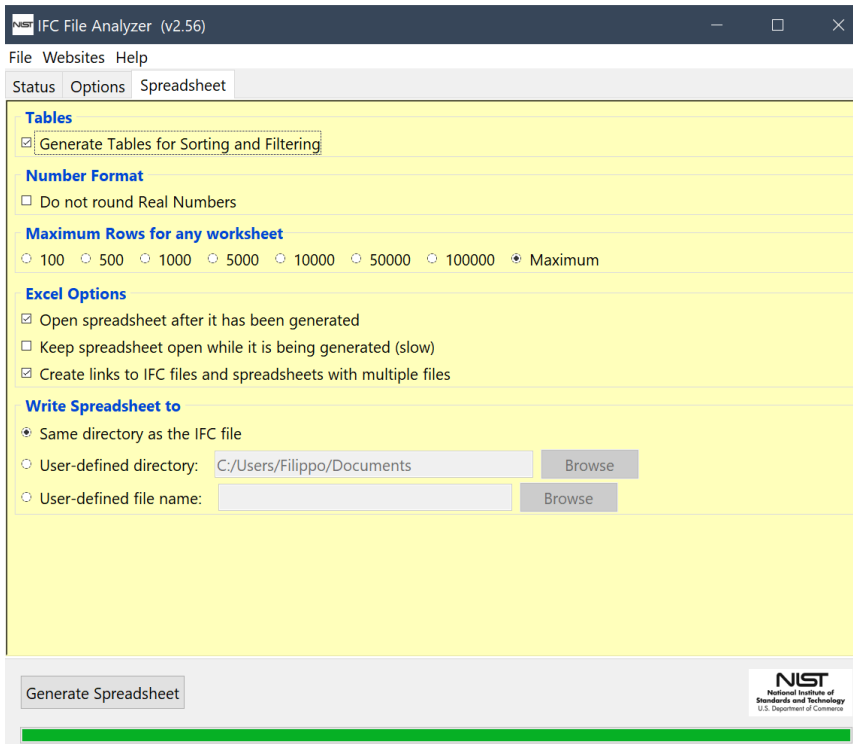 NIST IFC File Analyzer (v2.56)
File Websites Help
Status Options Spreadsheet
Tables
Generate Tables for Sorting and Filtering
Number Format
Do not round Real Numbers
Maximum Rows for any worksheet
100 500 1000 5000 10000 50000 100000 Maximum
Excel Options
Open spreadsheet after it has been generated
Keep spreadsheet open while it is being generated (slow)
Create links to IFC files and spreadsheets with multiple files
Write Spreadsheet to
Same directory as the IFC file
User-defined directory: C:/Users/Filippo/Documents Browse
User-defined file name: Browse
Generate Spreadsheet
NIST
National Institute of
Standards and Technology
U.S. Department of Commerce